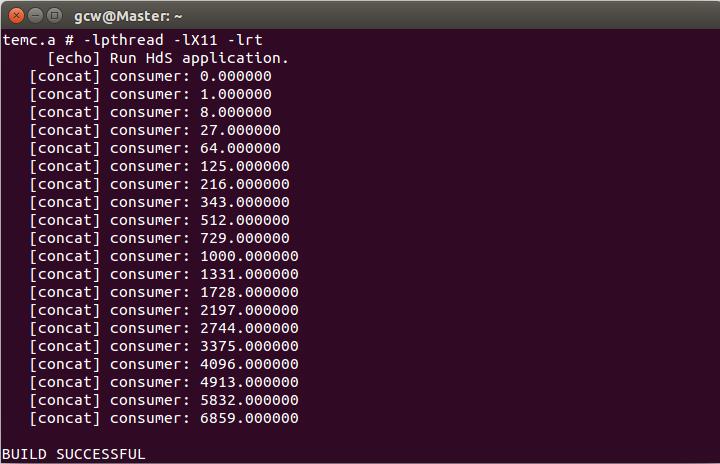 gcw@Master: ~
temc.a # -lpthread -lX11 -lrt
[echo] Run HdS application.
[concat] consumer: 0.000000
[concat] consumer: 1.000000
[concat] consumer: 8.000000
[concat] consumer: 27.000000
[concat] consumer: 64.000000
[concat] consumer: 125.000000
[concat] consumer: 216.000000
[concat] consumer: 343.000000
[concat] consumer: 512.000000
[concat] consumer: 729.000000
[concat] consumer: 1000.000000
[concat] consumer: 1331.000000
[concat] consumer: 1728.000000
[concat] consumer: 2197.000000
[concat] consumer: 2744.000000
[concat] consumer: 3375.000000
[concat] consumer: 4096.000000
[concat] consumer: 4913.000000
[concat] consumer: 5832.000000
[concat] consumer: 6859.000000
BUILD SUCCESSFUL